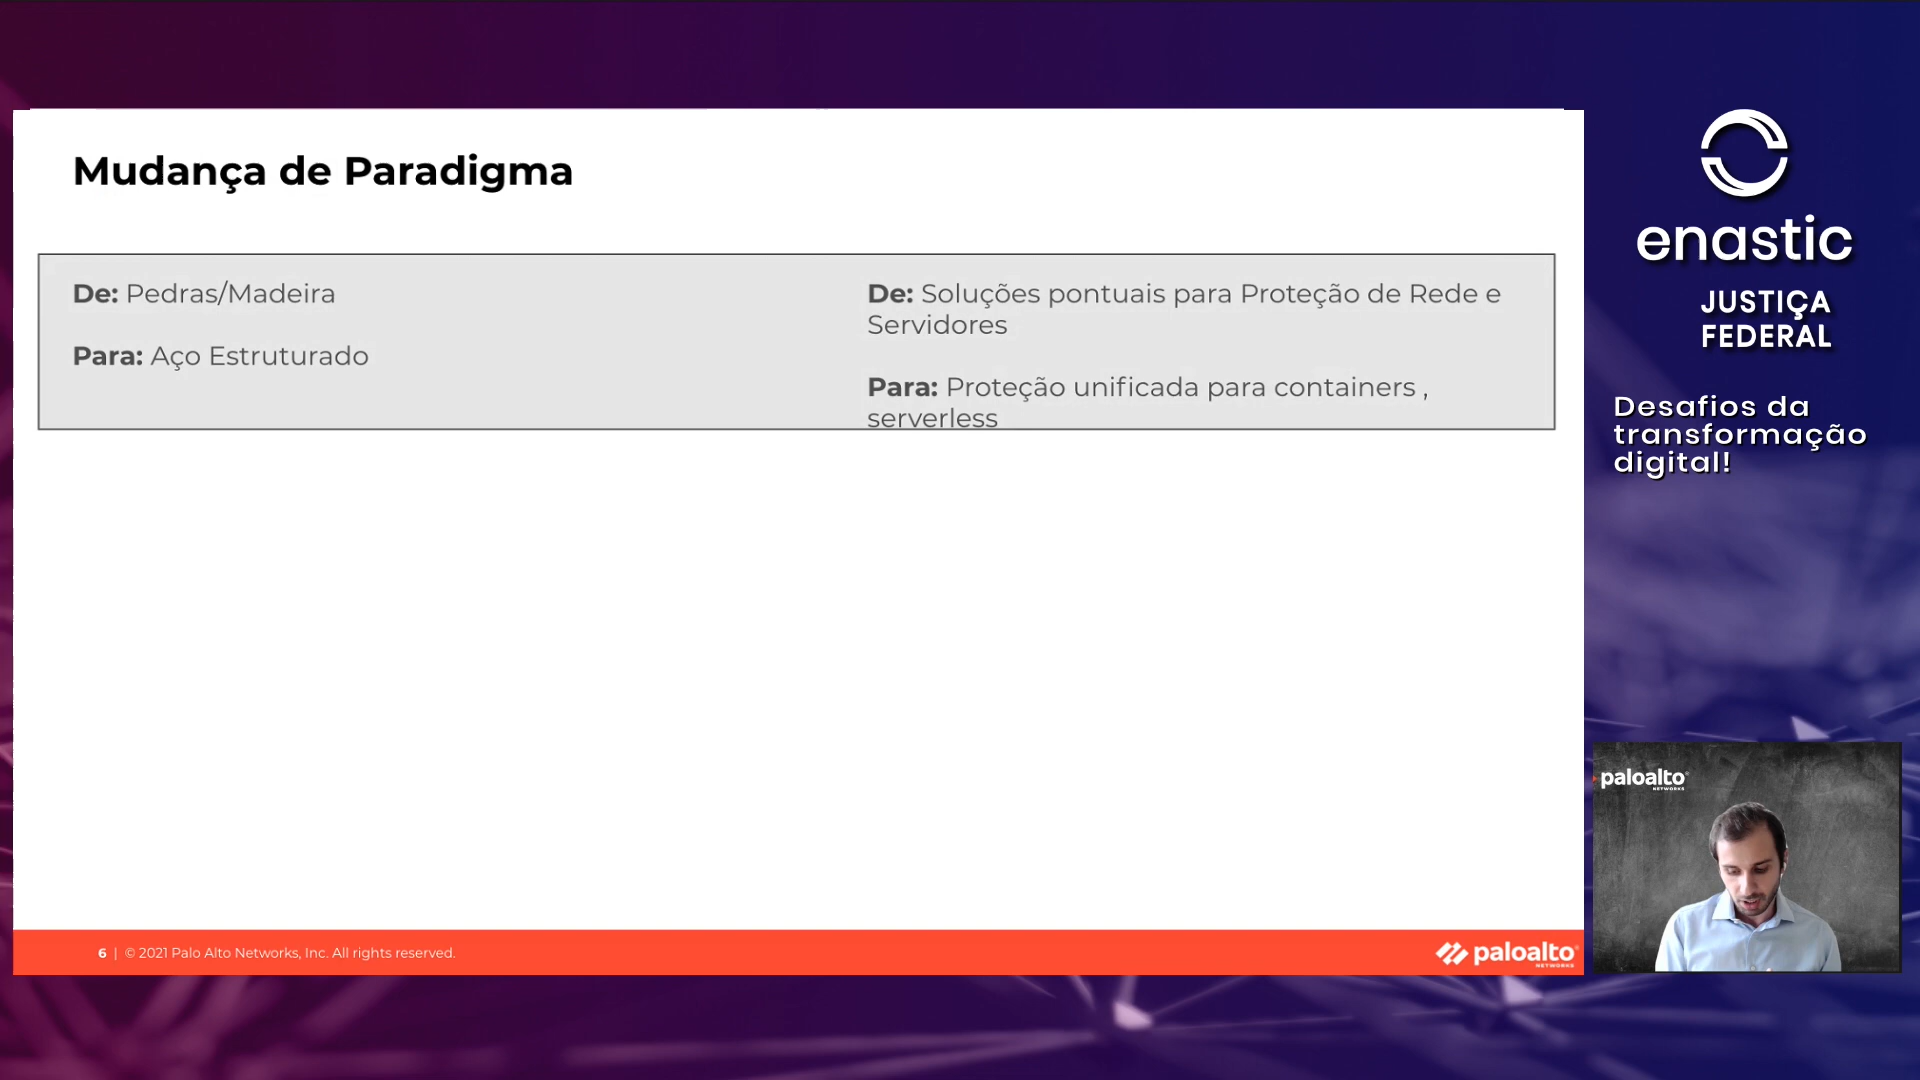 Mudança de Paradigma
De: Pedras/Madeira
Para: Aço Estruturado
De: Soluções pontuais para Proteção de Rede e
Servidores
Para: Proteção unificada para containers ,
serverless
6 | © 2021 Palo Alto Networks, Inc. All rights reserved.
paloalto
NETWORKS
enastic
JUSTIÇA
FEDERAL
Desafios da
transformação
digital!
paloalto
NETWORKS